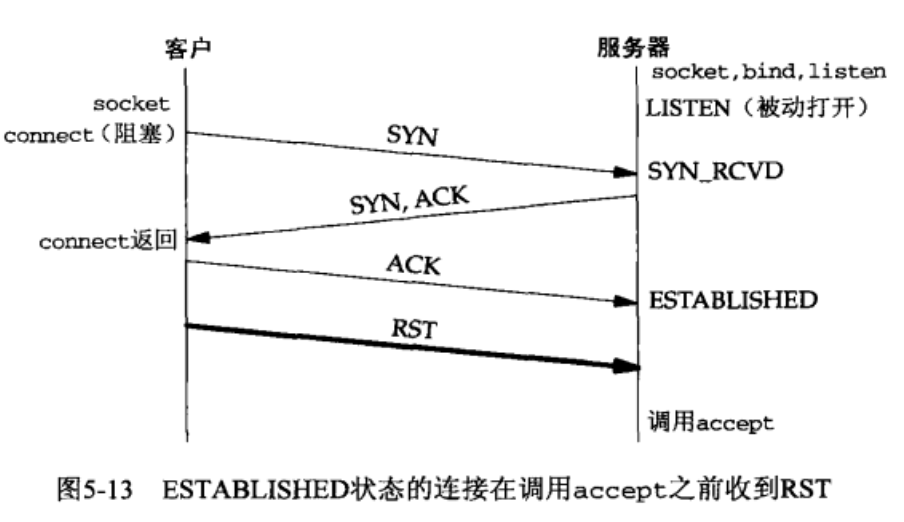 客户
服务器
socket,bind,listen
LISTEN（被动打开）
socket
connect（阻塞）
SYN
SYN_RCVD
SYN, ACK
connect返回
ACK
ESTABLISHED
RST
调用accept
图5-13 ESTABLISHED状态的连接在调用accept之前收到RST